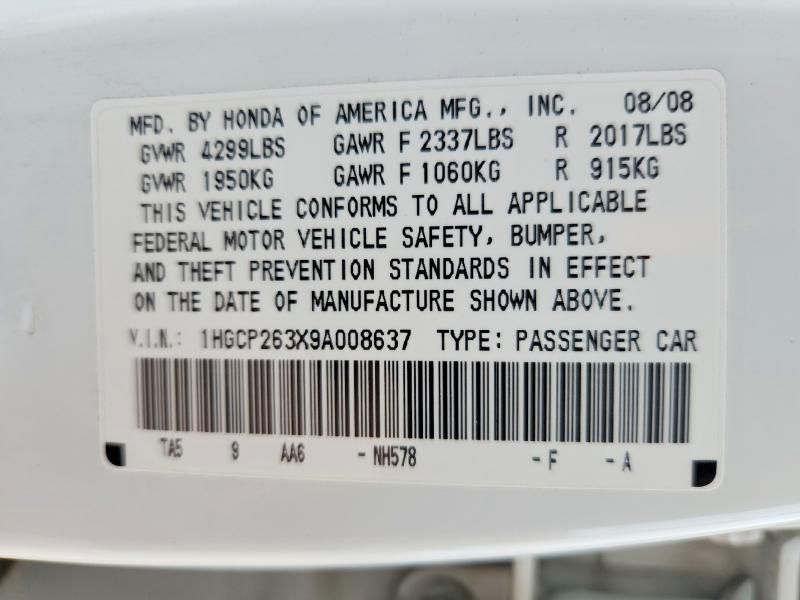 MFD. BY HONDA OF AMERICA MFG., INC. 08/08
GVWR 4299LBS GAWR F 2337LBS R 2017LBS
GVWR 1950KG GAWR F 1060KG R 915KG
THIS VEHICLE CONFORMS TO ALL APPLICABLE
FEDERAL MOTOR VEHICLE SAFETY, BUMPER,
AND THEFT PREVENTION STANDARDS IN EFFECT
ON THE DATE OF MANUFACTURE SHOWN ABOVE.
V.I.N.: 1HGCP263X9A008637 TYPE: PASSENGER CAR
TA5 9 AA6 -NH578 -F -A